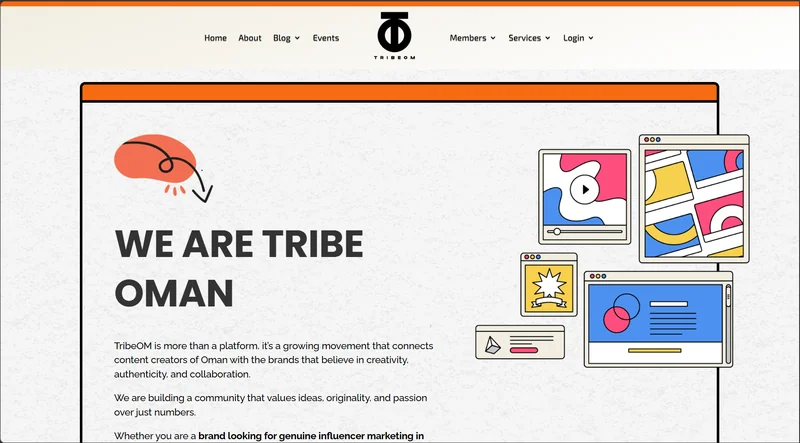 Home About Blog Events
TRIBEOM
Members Services Login
WE ARE TRIBE
OMAN
TribeOM is more than a platform, it's a growing movement that connects
content creators of Oman with the brands that believe in creativity,
authenticity, and collaboration.
We are building a community that values ideas, originality, and passion
over just numbers.
Whether you are a brand looking for genuine influencer marketing in